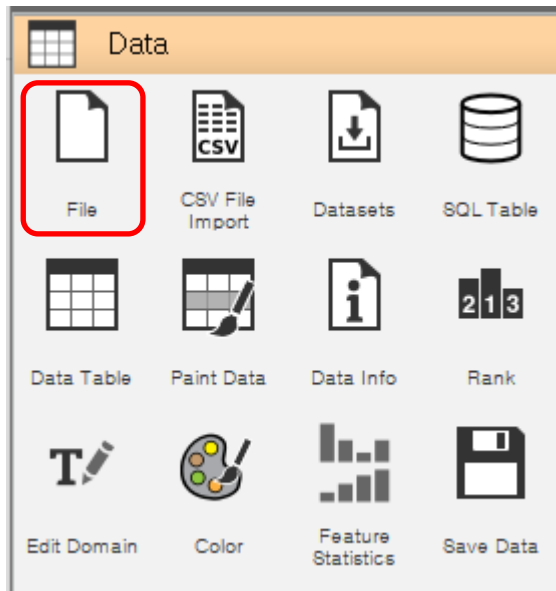 Data
CSV
File
CSV File
Import
Datasets
SQL Table
2 1 3
Data Table
Paint Data
Data Info
Rank
T
Edit Domain
Color
Feature
Statistics
Save Data